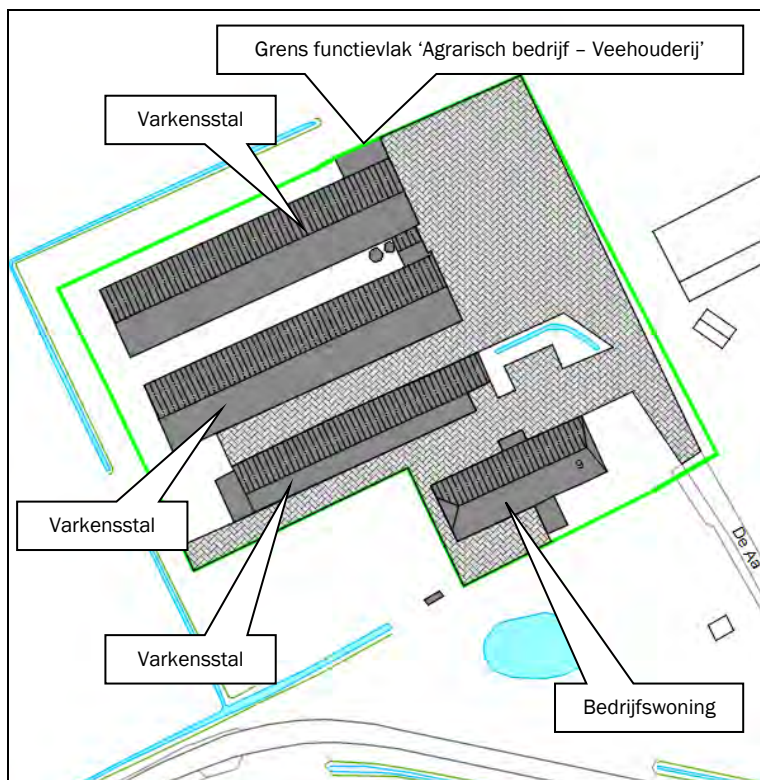 Grens functievlak ‘Agrarisch bedrijf – Veehouderij’
Varkensstal
Varkensstal
Varkensstal
Bedrijfswoning
9
De Aa